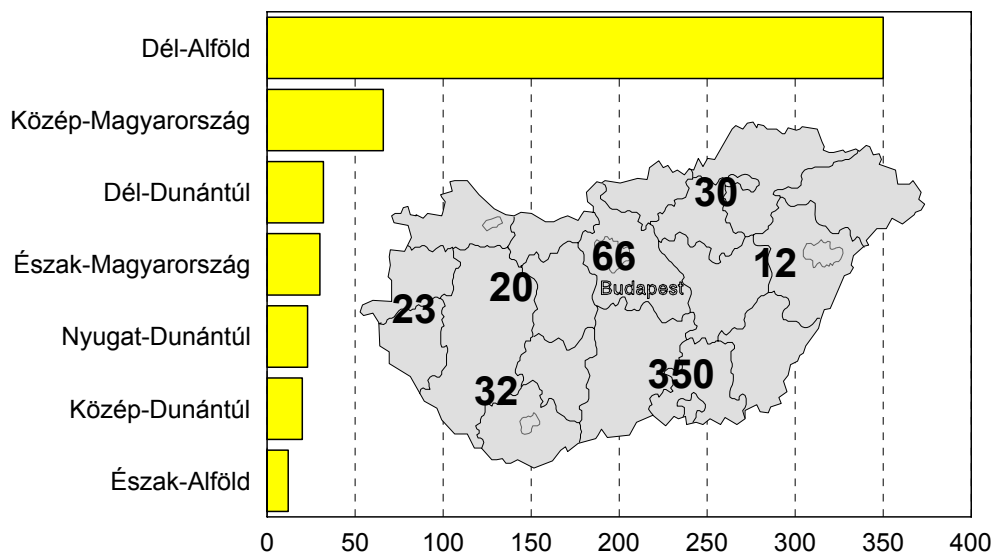 Dél-Alföld
Közép-Magyarország
Dél-Dunántúl
Észak-Magyarország
Nyugat-Dunántúl
Közép-Dunántúl
Észak-Alföld
30
66
12
Budapest
20
23
350
32
0 50 100 150 200 250 300 350 400